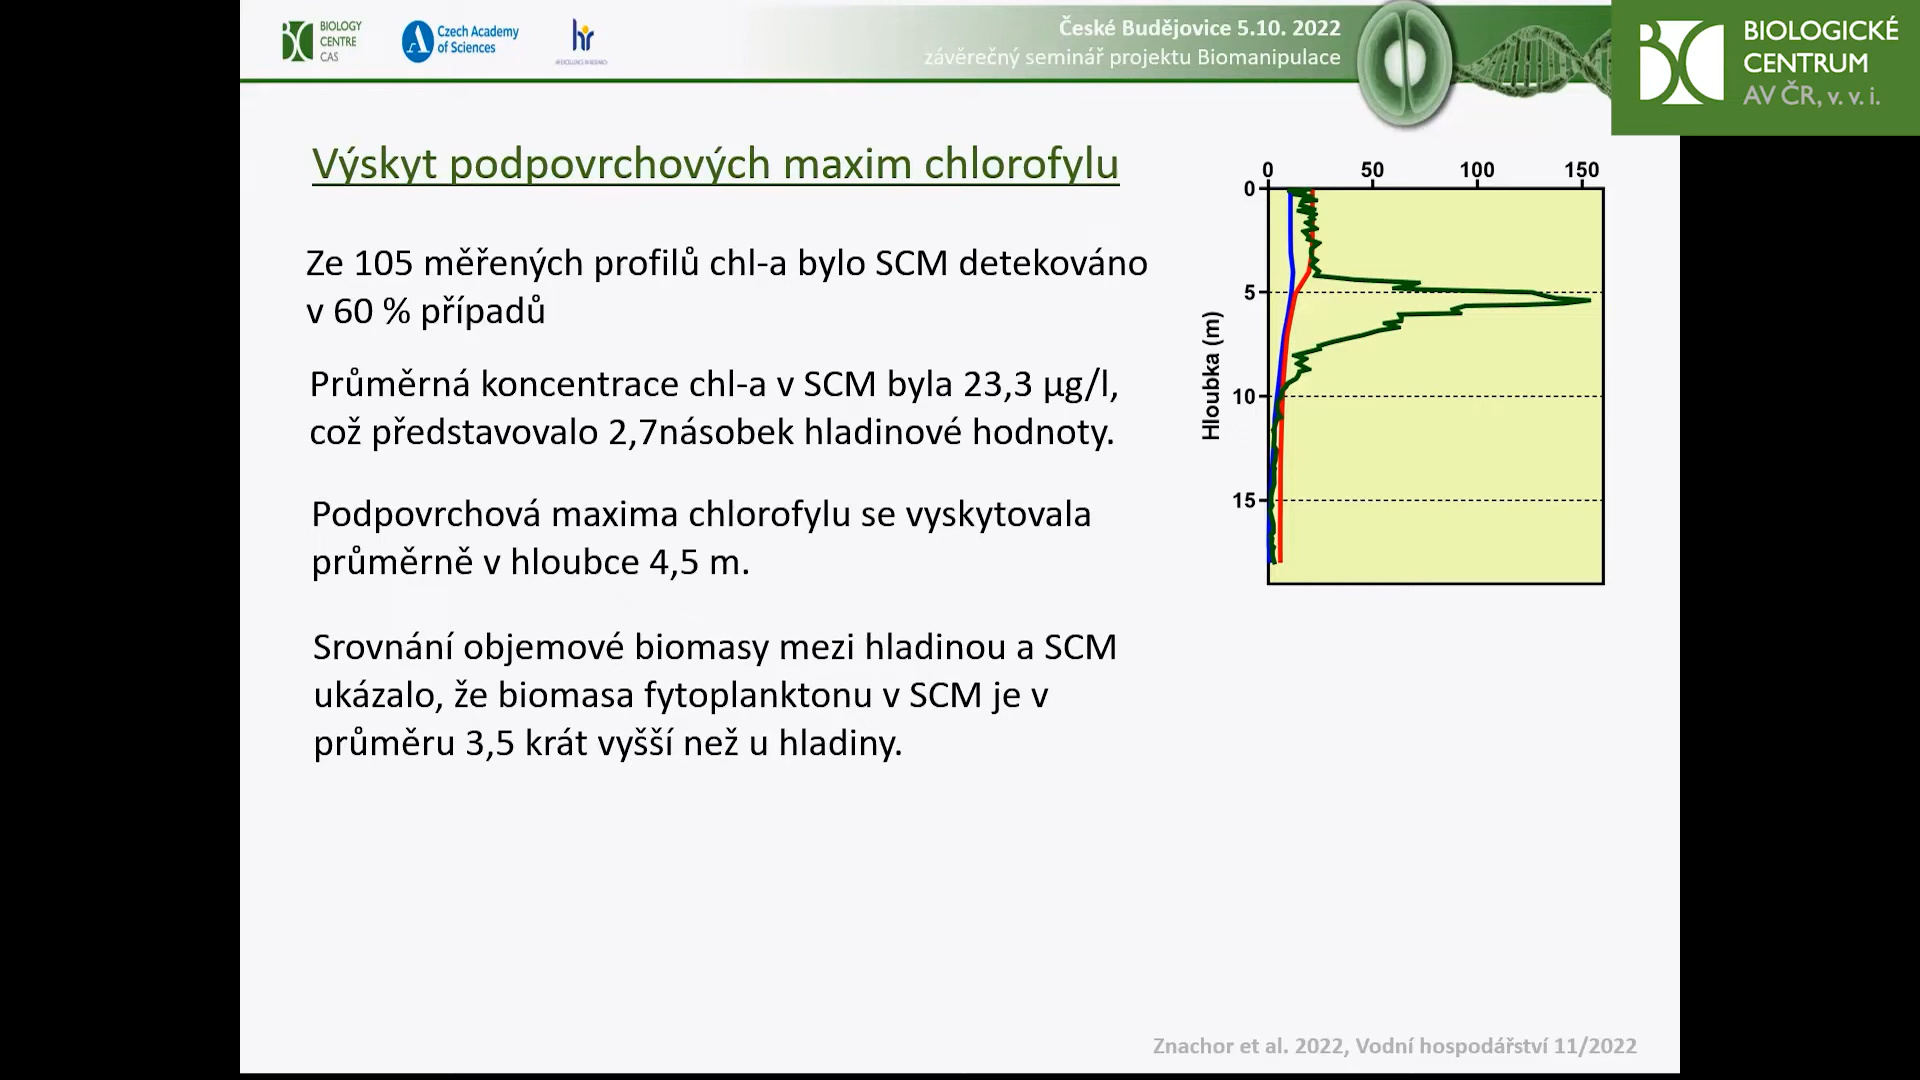 BIOLOGY
CENTRE
CAS
Czech Academy
of Sciences
hr
HR EXCELLENCE IN RESEARCH
České Budějovice 5.10. 2022
závěrečný seminář projektu Biomanipulace
BIOLOGICKÉ
CENTRUM
AV ČR, v. v. i.
Výskyt podpovrchových maxim chlorofylu
Ze 105 měřených profilů chl-a bylo SCM detekováno
v 60 % případů
Průměrná koncentrace chl-a v SCM byla 23,3 µg/l,
což představovalo 2,7násobek hladinové hodnoty.
Podpovrchová maxima chlorofylu se vyskytovala
průměrně v hloubce 4,5 m.
Srovnání objemové biomasy mezi hladinou a SCM
ukázalo, že biomasa fytoplanktonu v SCM je v
průměru 3,5 krát vyšší než u hladiny.
0 50 100 150
0
5
10
15
Hloubka (m)
Znachor et al. 2022, Vodní hospodářství 11/2022